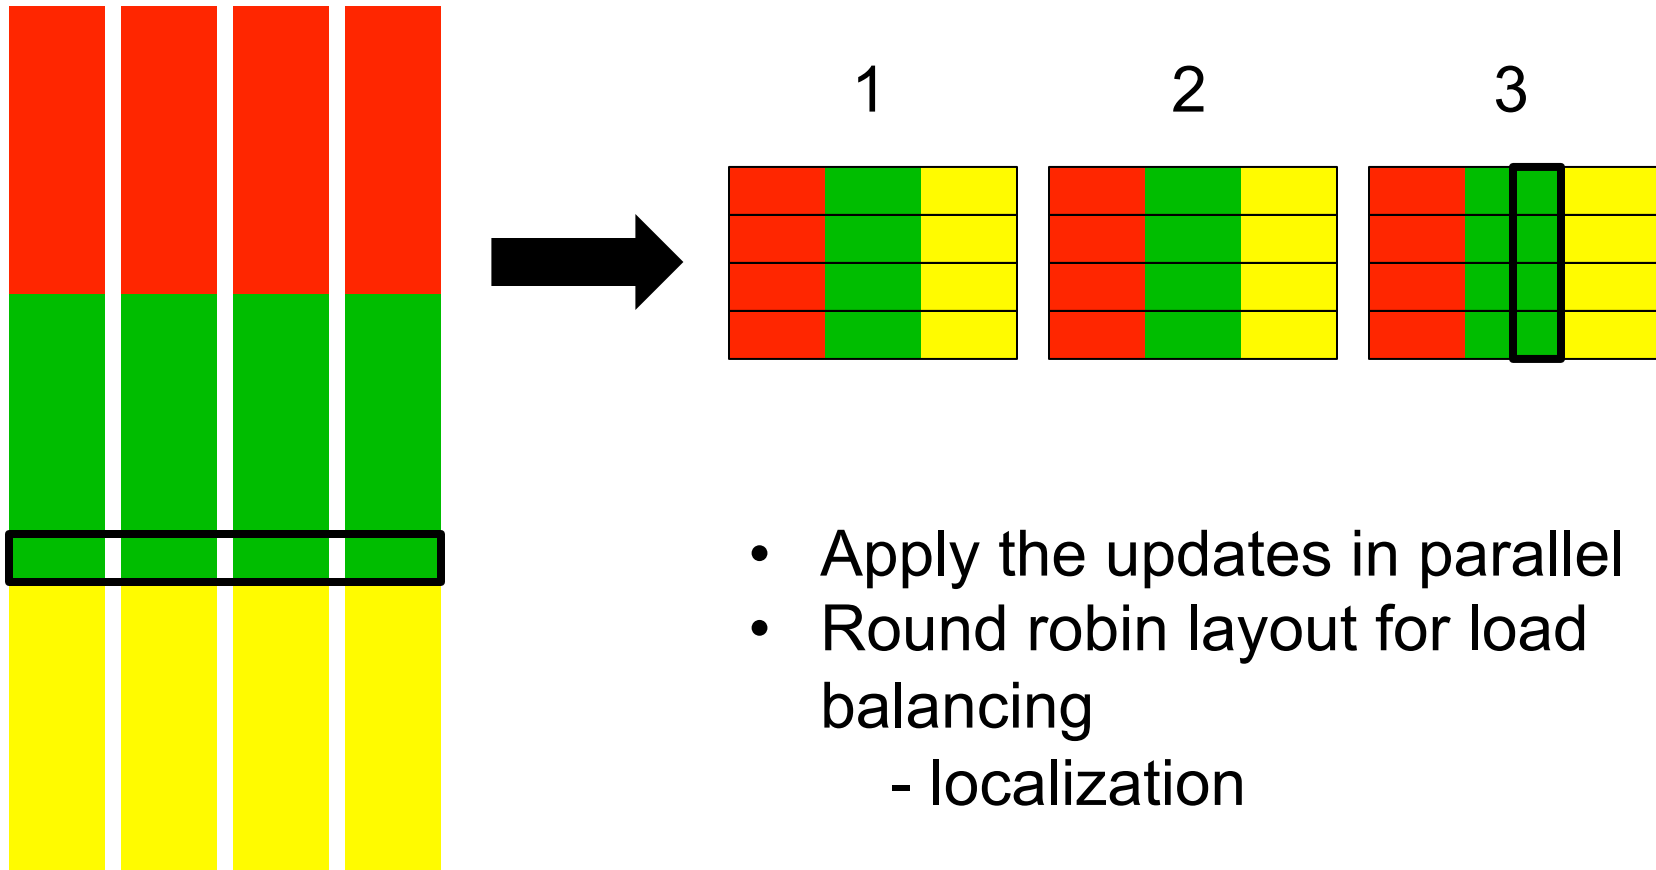 1 2 3
• Apply the updates in parallel
• Round robin layout for load
balancing
- localization